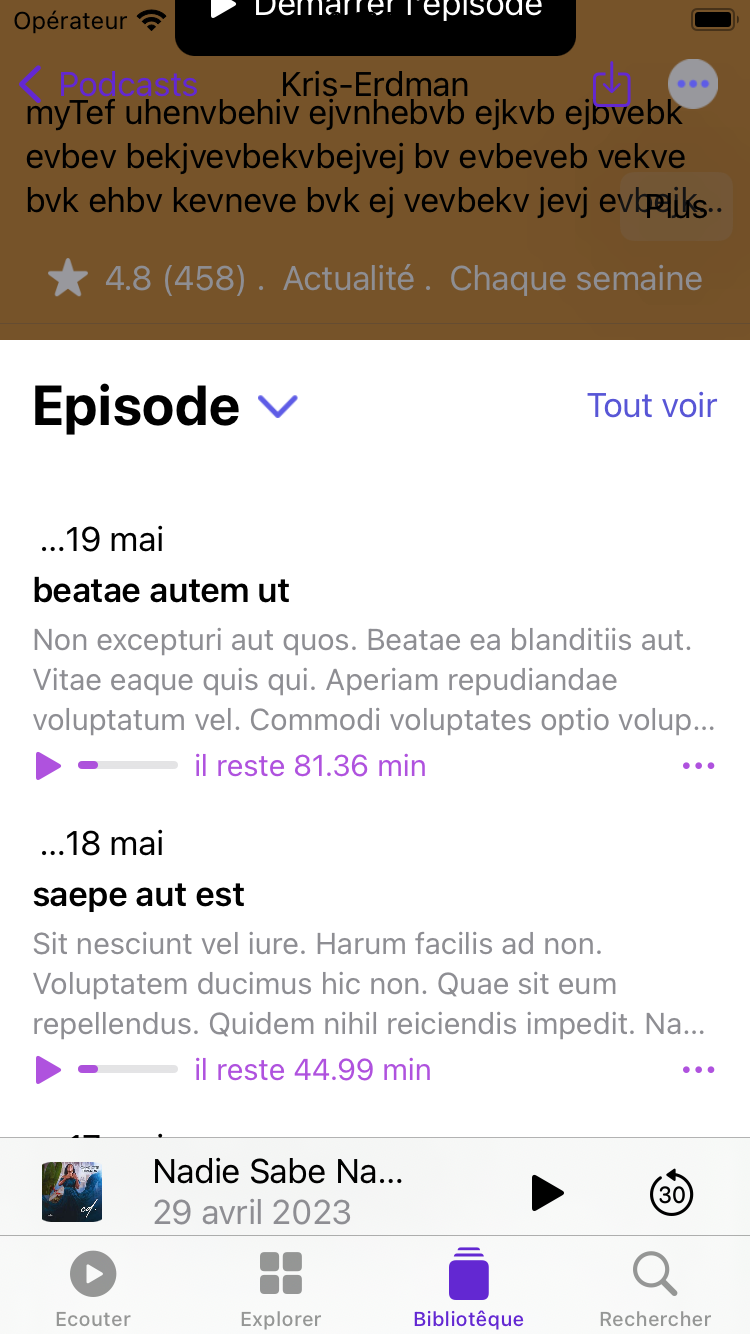 Opérateur
Démarrer l'épisode
Podcasts
Kris-Erdman
myTef uhenvbehiv ejvnhebvb ejkvb ejbvebk
evbev bekjvevbekvbejvej bv evbeveb vekve
bvk ehbv kevneve bvk ej vevbekv jevj evbejk...
Plus
4.8 (458) . Actualité . Chaque semaine
Episode
Tout voir
...19 mai
beatae autem ut
Non excepturi aut quos. Beatae ea blanditiis aut.
Vitae eaque quis qui. Aperiam repudiandae
voluptatum vel. Commodi voluptates optio volup...
il reste 81.36 min
...18 mai
saepe aut est
Sit nesciunt vel iure. Harum facilis ad non.
Voluptatem ducimus hic non. Quae sit eum
repellendus. Quidem nihil reiciendis impedit. Na...
il reste 44.99 min
Nadie Sabe Na...
29 avril 2023
30
Ecouter
Explorer
Bibliotêque
Rechercher